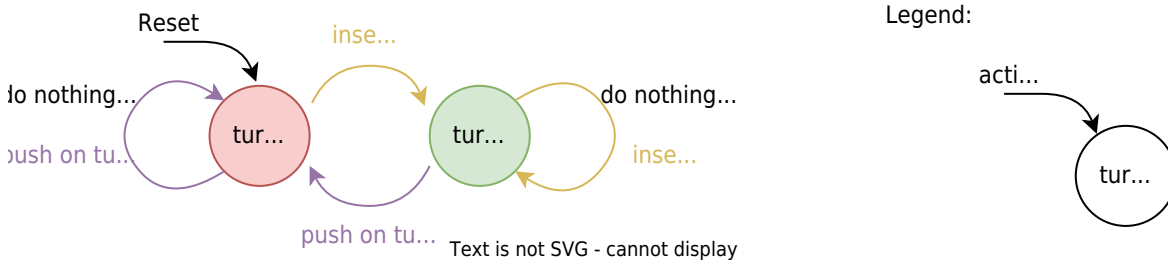 Reset
inse...
Legend:
acti...
do nothing...
do nothing...
tur...
tur...
push on tu...
inse...
tur...
push on tu...
Text is not SVG - cannot display